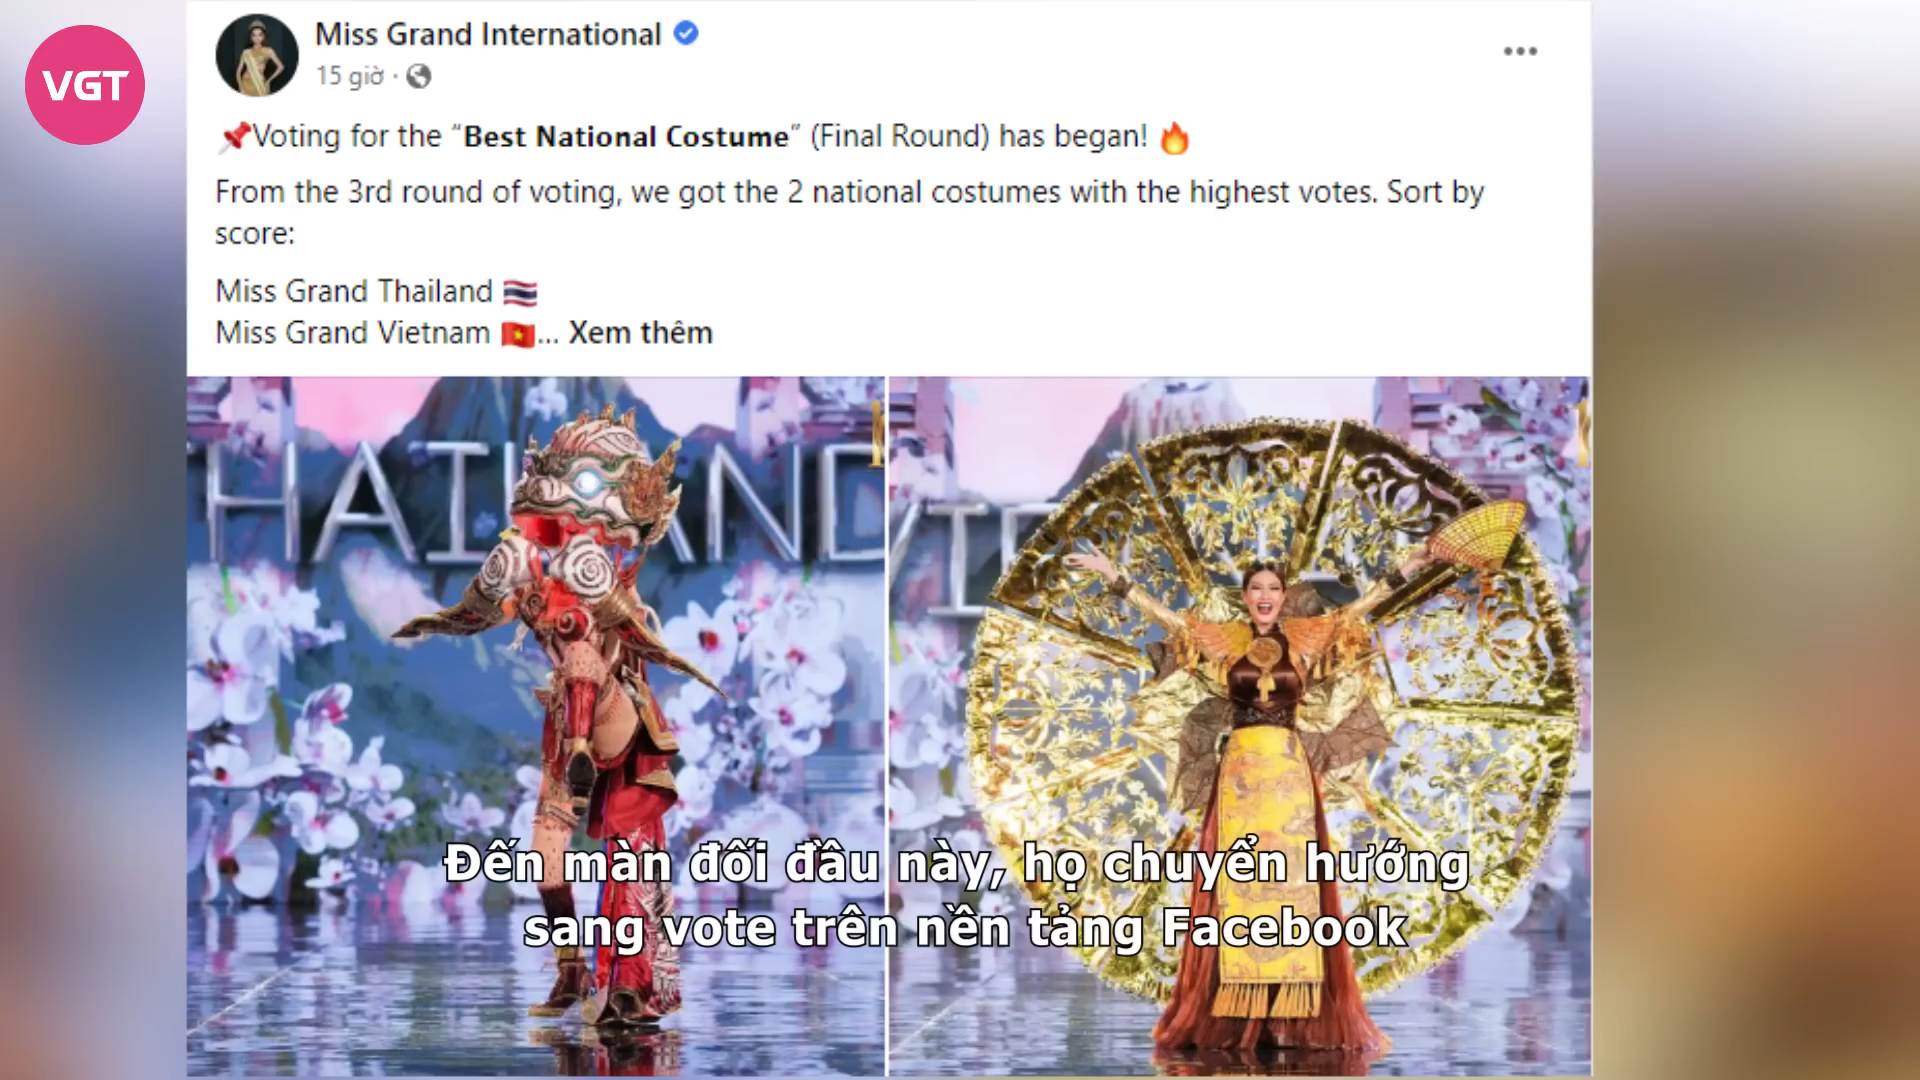 VGT
Miss Grand International
15 giờ ·
📌Voting for the “Best National Costume” (Final Round) has began! 🔥
From the 3rd round of voting, we got the 2 national costumes with the highest votes. Sort by
score:
Miss Grand Thailand 🇹🇭
Miss Grand Vietnam 🇻🇳... Xem thêm
HAILAND
VIE
Đến màn đối đầu này, họ chuyển hướng
sang vote trên nền tảng Facebook